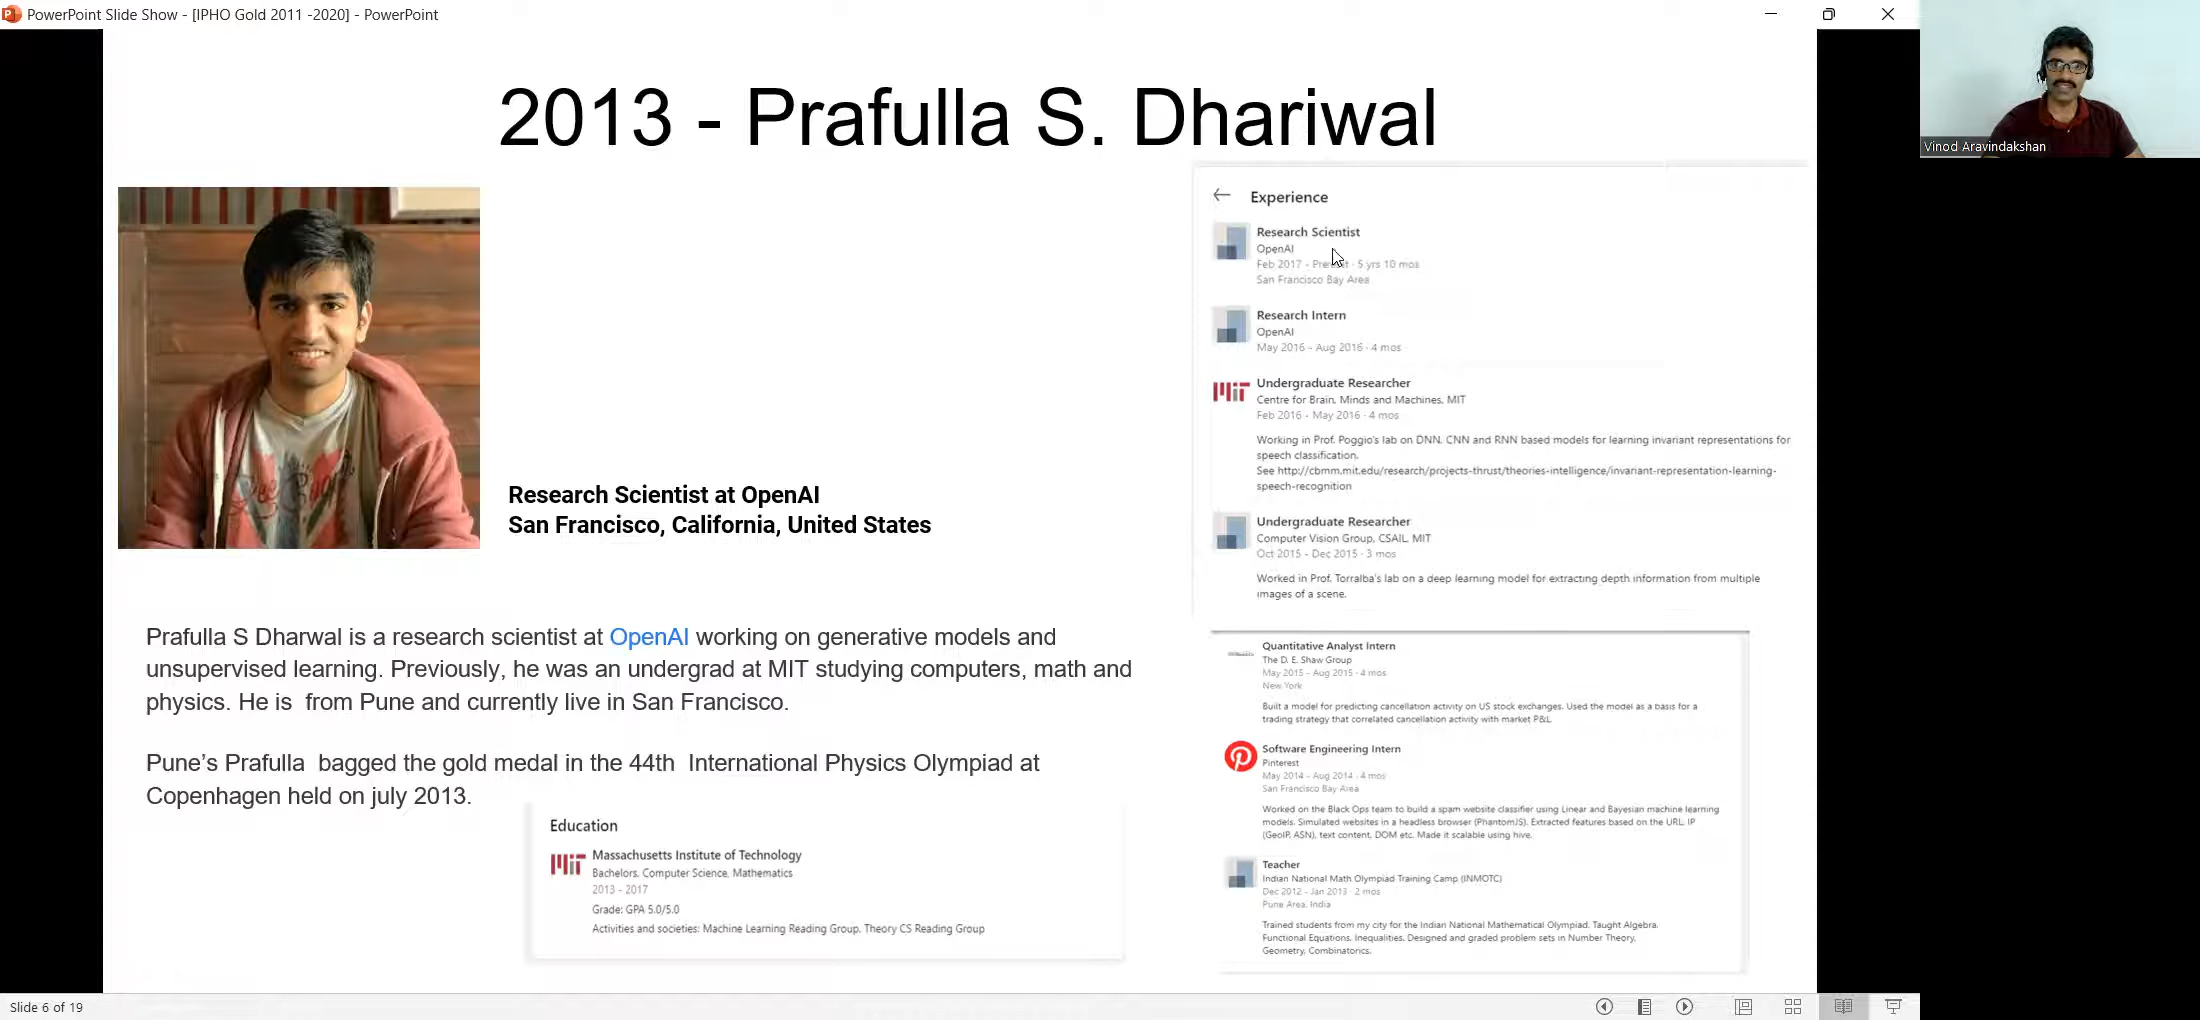 PowerPoint Slide Show - [IPHO Gold 2011 -2020] - PowerPoint
Vinod Aravindakshan
2013 - Prafulla S. Dhariwal
Research Scientist at OpenAI
San Francisco, California, United States
Prafulla S Dharwal is a research scientist at OpenAI working on generative models and
unsupervised learning. Previously, he was an undergrad at MIT studying computers, math and
physics. He is from Pune and currently live in San Francisco.
Pune’s Prafulla bagged the gold medal in the 44th International Physics Olympiad at
Copenhagen held on july 2013.
Education
MIT
Massachusetts Institute of Technology
Bachelors, Computer Science, Mathematics
2013 - 2017
Grade: GPA 5.0/5.0
Activities and societies: Machine Learning Reading Group, Theory CS Reading Group
Experience
Research Scientist
OpenAI
Feb 2017 - Present · 5 yrs 10 mos
San Francisco Bay Area
Research Intern
OpenAI
May 2016 - Aug 2016 · 4 mos
MIT
Undergraduate Researcher
Centre for Brain, Minds and Machines, MIT
Feb 2016 - May 2016 · 4 mos
Working in Prof. Poggio's lab on DNN, CNN and RNN based models for learning invariant representations for
speech classification.
See http://cbmm.mit.edu/research/projects-thrust/theories-intelligence/invariant-representation-learning-
speech-recognition
Undergraduate Researcher
Computer Vision Group, CSAIL, MIT
Oct 2015 - Dec 2015 · 3 mos
Worked in Prof. Torralba's lab on a deep learning model for extracting depth information from multiple
images of a scene.
Quantitative Analyst Intern
The D. E. Shaw Group
May 2015 - Aug 2015 · 4 mos
New York
Built a model for predicting cancellation activity on US stock exchanges. Used the model as a basis for a
trading strategy that correlated cancellation activity with market P&L.
Software Engineering Intern
Pinterest
May 2014 - Aug 2014 · 4 mos
San Francisco Bay Area
Worked on the Black Ops team to build a spam website classifier using Linear and Bayesian machine learning
models. Simulated websites in a headless browser (PhantomJS). Extracted features based on the URL, IP
(GeoIP, ASN), text content, DOM etc. Made it scalable using hive.
Teacher
Indian National Math Olympiad Training Camp (INMOTC)
Dec 2012 - Jan 2013 · 2 mos
Pune Area, India
Trained students from my city for the Indian National Mathematical Olympiad. Taught Algebra,
Functional Equations, Inequalities. Designed and graded problem sets in Number Theory,
Geometry, Combinatorics.
Slide 6 of 19